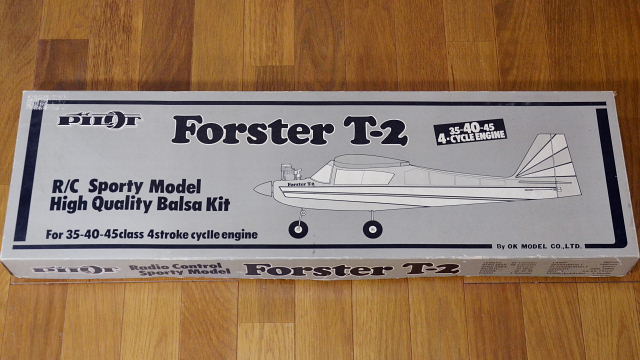 PILOT
Forster T-2
35-40-45
4-CYCLE ENGINE
R/C Sporty Model
High Quality Balsa Kit
Forster T-2
For 35-40-45class 4stroke cyclle engine
By OK MODEL CO.,LTD.
PILOT
Radio Control
Sporty Model
Forster T-2